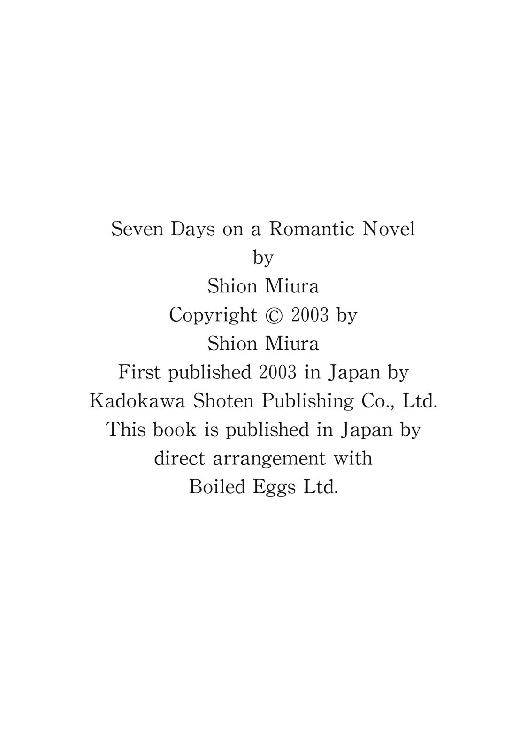 Seven Days on a Romantic Novel
by
Shion Miura
Copyright © 2003 by
Shion Miura
First published 2003 in Japan by
Kadokawa Shoten Publishing Co., Ltd.
This book is published in Japan by
direct arrangement with
Boiled Eggs Ltd.